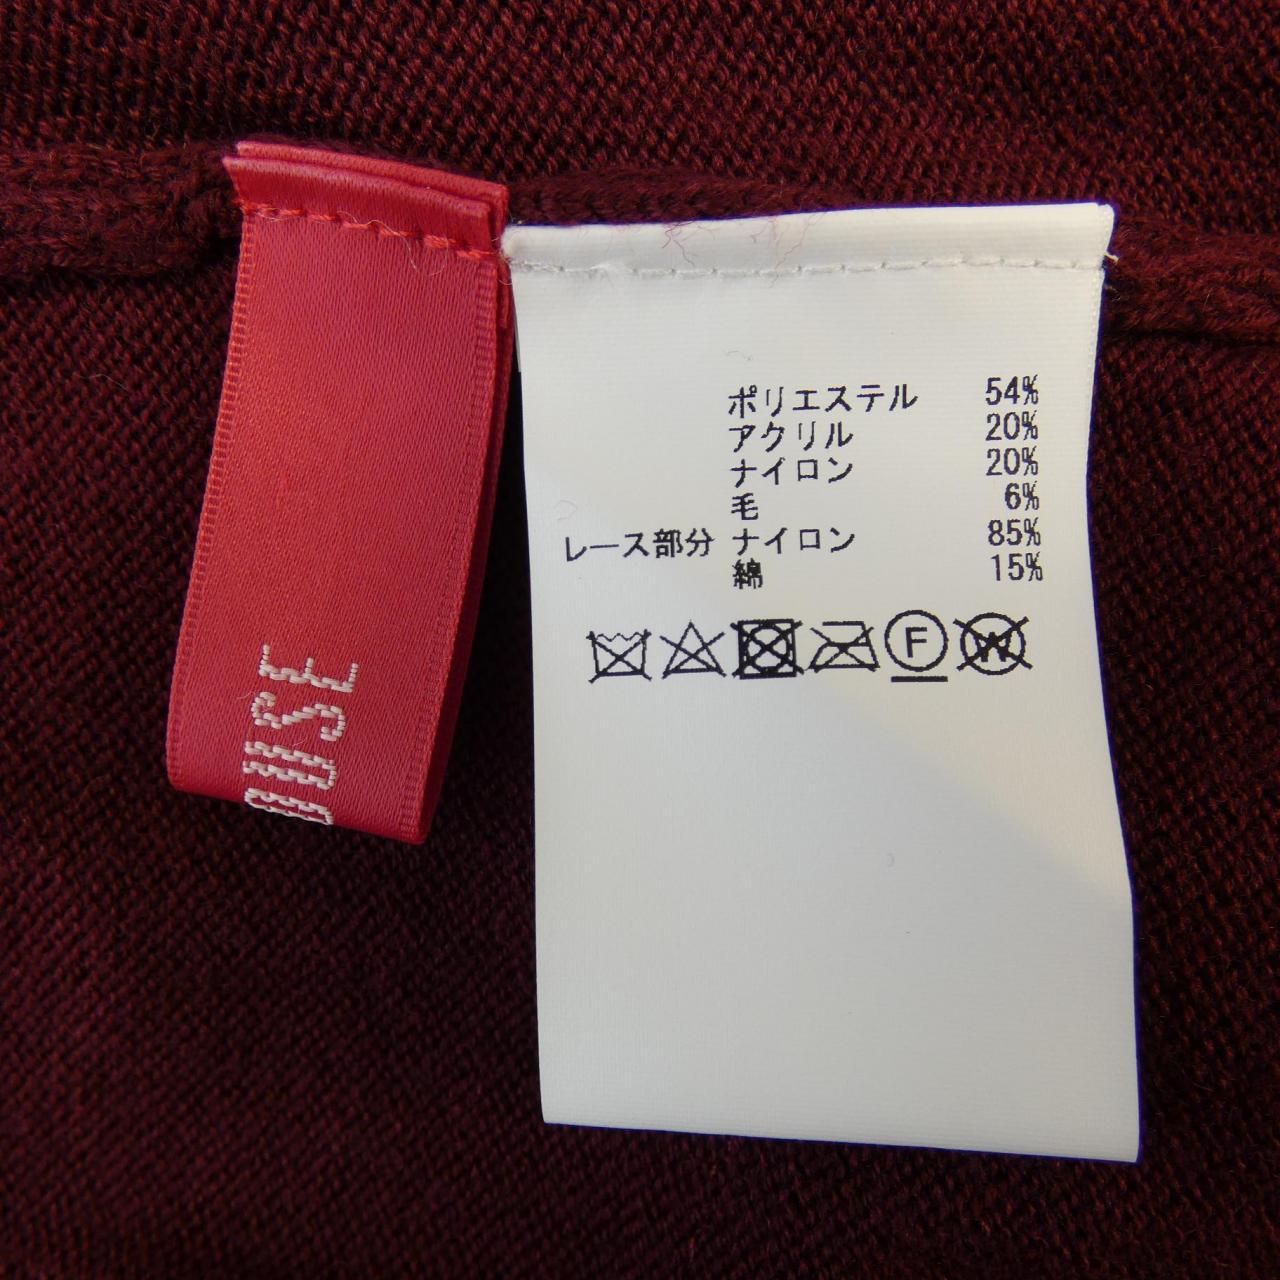 OUSE
ポリエステル 54%
アクリル 20%
ナイロン 20%
毛 6%
レース部分 ナイロン 85%
綿 15%
F
W